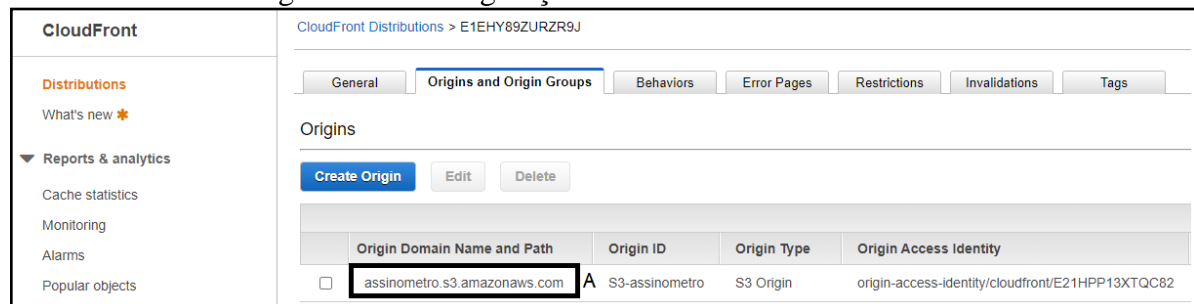 CloudFront
CloudFront Distributions > E1EHY89ZURZR9J
Distributions
General
Origins and Origin Groups
Behaviors
Error Pages
Restrictions
Invalidations
Tags
What's new
Origins
Reports & analytics
Create Origin
Edit
Delete
Cache statistics
Monitoring
Origin Domain Name and Path
Origin ID
Origin Type
Origin Access Identity
Alarms
assinometro.s3.amazonaws.com
A
S3-assinometro
S3 Origin
origin-access-identity/cloudfront/E21HPP13XTQC82
Popular objects